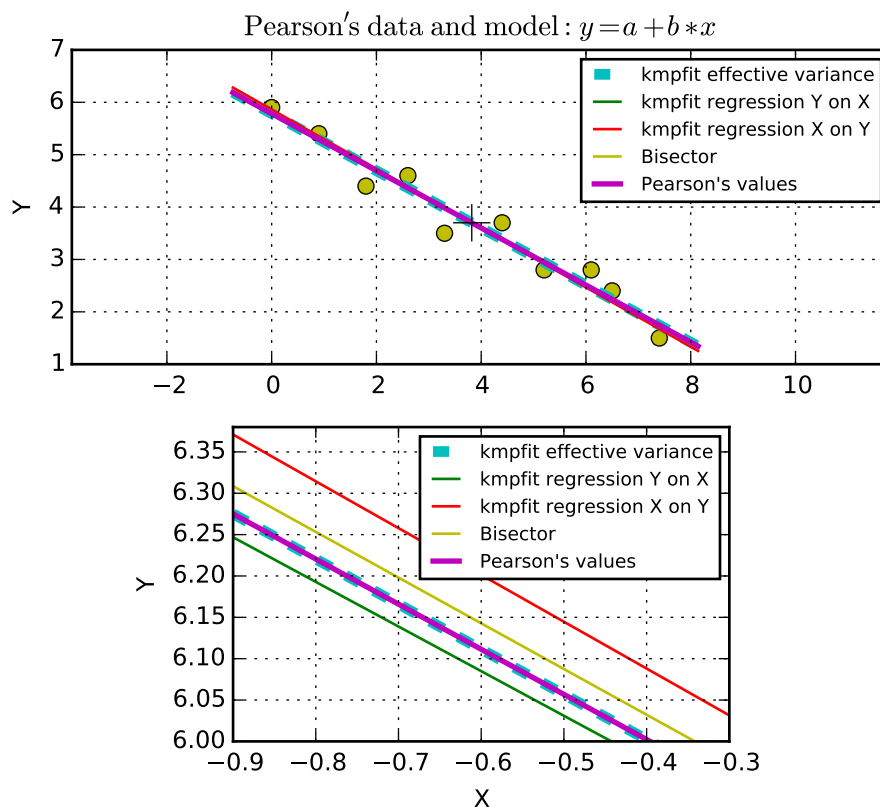 Pearson's data and model: y = a + b * x
7
6
5
4
3
2
1
Y
kmpfit effective variance
kmpfit regression Y on X
kmpfit regression X on Y
Bisector
Pearson's values
−2 0 2 4 6 8 10
6.35
6.30
6.25
6.20
6.15
6.10
6.05
6.00
Y
kmpfit effective variance
kmpfit regression Y on X
kmpfit regression X on Y
Bisector
Pearson's values
−0.9 −0.8 −0.7 −0.6 −0.5 −0.4 −0.3
X